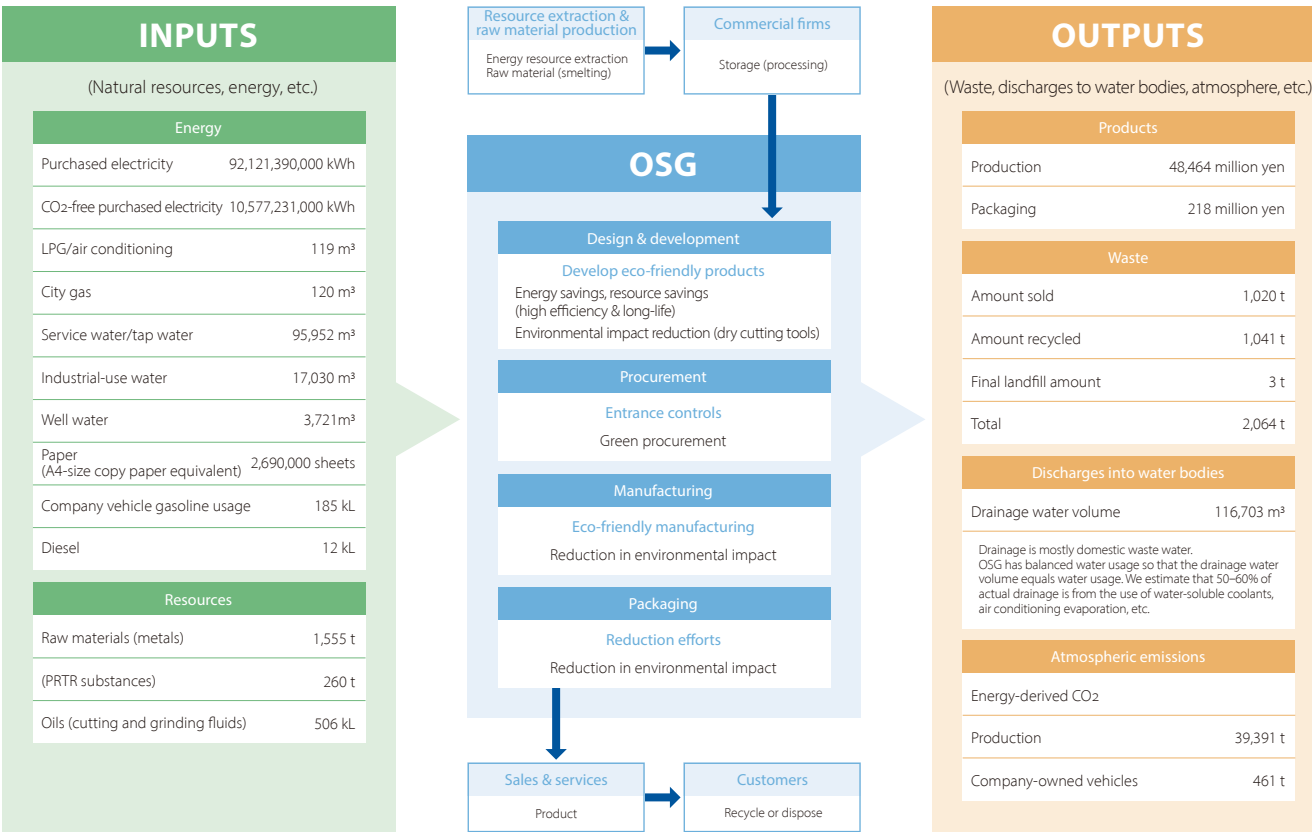 INPUTS
(Natural resources, energy, etc.)
Energy
Purchased electricity 92,121,390,000 kWh
CO2-free purchased electricity 10,577,231,000 kWh
LPG/air conditioning 119 m³
City gas 120 m³
Service water/tap water 95,952 m³
Industrial-use water 17,030 m³
Well water 3,721m³
Paper
(A4-size copy paper equivalent) 2,690,000 sheets
Company vehicle gasoline usage 185 kL
Diesel 12 kL
Resources
Raw materials (metals) 1,555 t
(PRTR substances) 260 t
Oils (cutting and grinding fluids) 506 kL
Resource extraction &
raw material production
Energy resource extraction
Raw material (smelting)
Commercial firms
Storage (processing)
OSG
Design & development
Develop eco-friendly products
Energy savings, resource savings
(high efficiency & long-life)
Environmental impact reduction (dry cutting tools)
Procurement
Entrance controls
Green procurement
Manufacturing
Eco-friendly manufacturing
Reduction in environmental impact
Packaging
Reduction efforts
Reduction in environmental impact
Sales & services
Product
Customers
Recycle or dispose
OUTPUTS
(Waste, discharges to water bodies, atmosphere, etc.)
Products
Production 48,464 million yen
Packaging 218 million yen
Waste
Amount sold 1,020 t
Amount recycled 1,041 t
Final landfill amount 3 t
Total 2,064 t
Discharges into water bodies
Drainage water volume 116,703 m³
Drainage is mostly domestic waste water.
OSG has balanced water usage so that the drainage water
volume equals water usage. We estimate that 50–60% of
actual drainage is from the use of water-soluble coolants,
air conditioning evaporation, etc.
Atmospheric emissions
Energy-derived CO2
Production 39,391 t
Company-owned vehicles 461 t